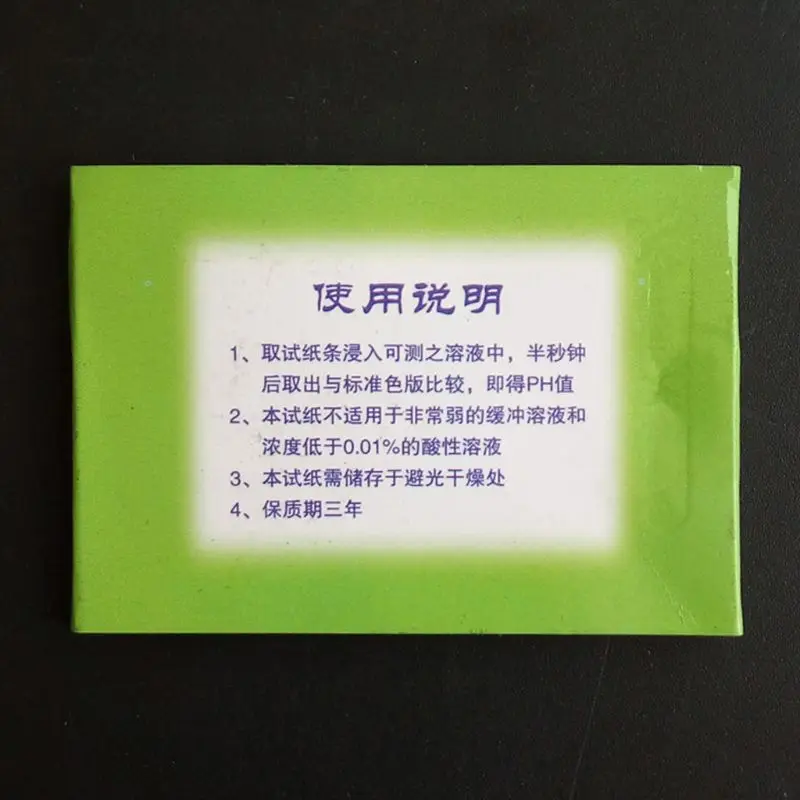 使用说明
1、取试纸条浸入可测之溶液中，半秒钟
后取出与标准色版比较，即得PH值
2、本试纸不适用于非常弱的缓冲溶液和
浓度低于0.01%的酸性溶液
3、本试纸需储存于避光干燥处
4、保质期三年